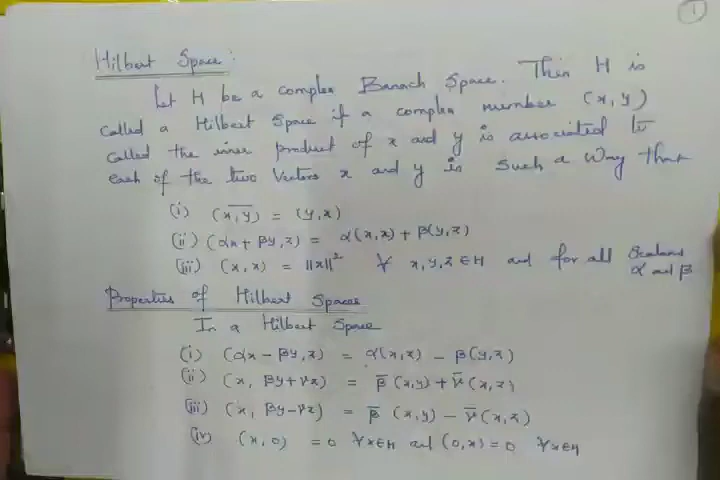 1
Hilbert Space:
Let H be a complex Banach Space. Then H is
called a Hilbert Space if a complex number (x, y)
called the inner product of x and y is associated to
each of the two vectors x and y in such a way that
(i) (\overline{x, y}) = (y, x)
(ii) (αx + βy, z) = α(x, z) + β(y, z)
(iii) (x, x) = ||x||² ∀ x, y, z ∈ H and for all scalars
α and β
Properties of Hilbert Spaces
In a Hilbert Space
(i) (αx − βy, z) = α(x, z) − β(y, z)
(ii) (x, βy + γz) = β̄ (x, y) + γ̄ (x, z)
(iii) (x, βy − γz) = β̄ (x, y) − γ̄ (x, z)
(iv) (x, 0) = 0 ∀ x ∈ H and (0, x) = 0 ∀ x ∈ H